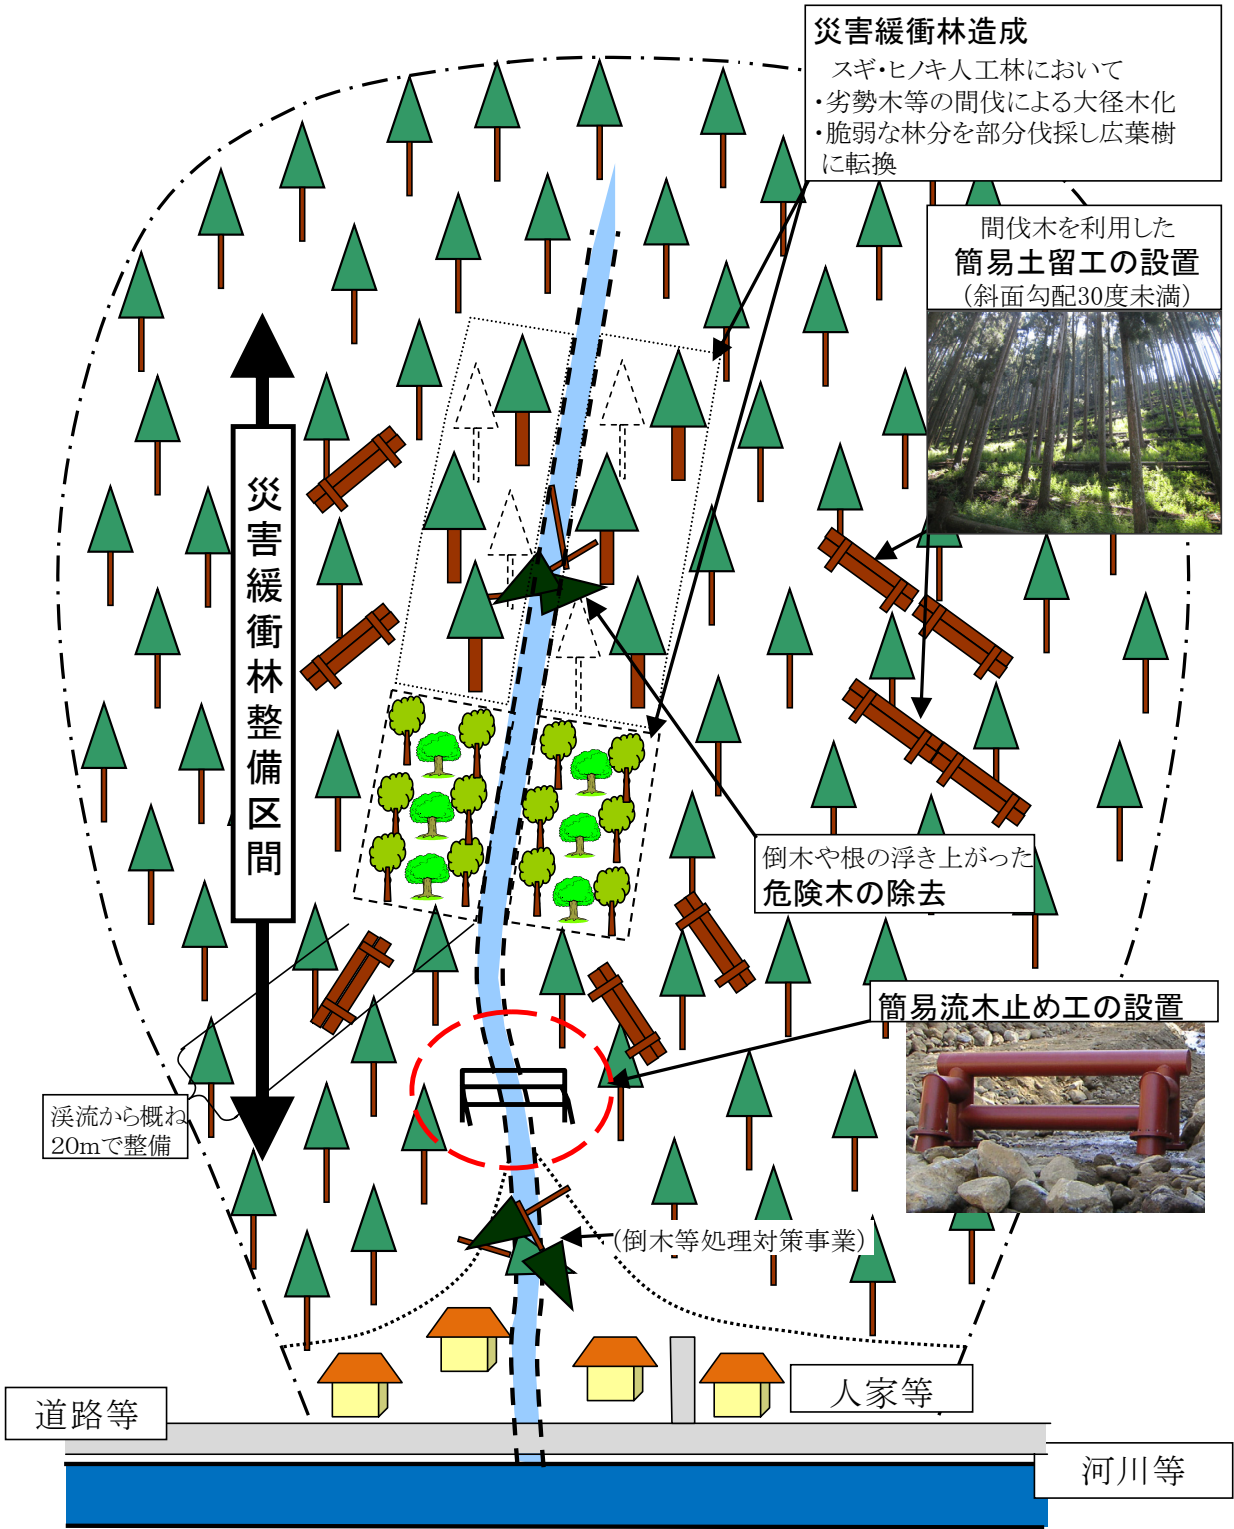 災害緩衝林造成
スギ・ヒノキ人工林において
・劣勢木等の間伐による大径木化
・脆弱な林分を部分伐採し広葉樹
に転換
間伐木を利用した
簡易土留工の設置
(斜面勾配30度未満)
災害緩衝林整備区間
倒木や根の浮き上がった
危険木の除去
簡易流木止め工の設置
渓流から概ね
20mで整備
(倒木等処理対策事業)
人家等
道路等
河川等